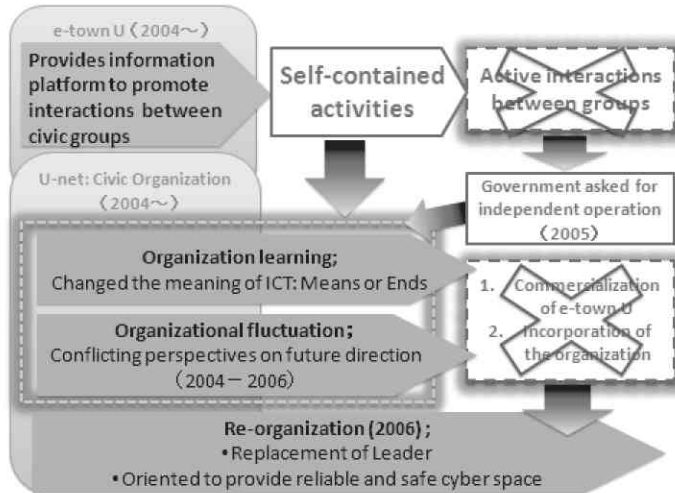 e-town U（2004～）
Provides information
platform to promote
interactions between
civic groups
Self-contained
activities
Active interactions
between groups
U-net: Civic Organization
（2004～）
Government asked for
independent operation
（2005）
Organization learning;
Changed the meaning of ICT: Means or Ends
Organizational fluctuation;
Conflicting perspectives on future direction
（2004－2006）
1. Commercialization
of e-town U
2. Incorporation of
the organization
Re-organization (2006) ;
•Replacement of Leader
•Oriented to provide reliable and safe cyber space